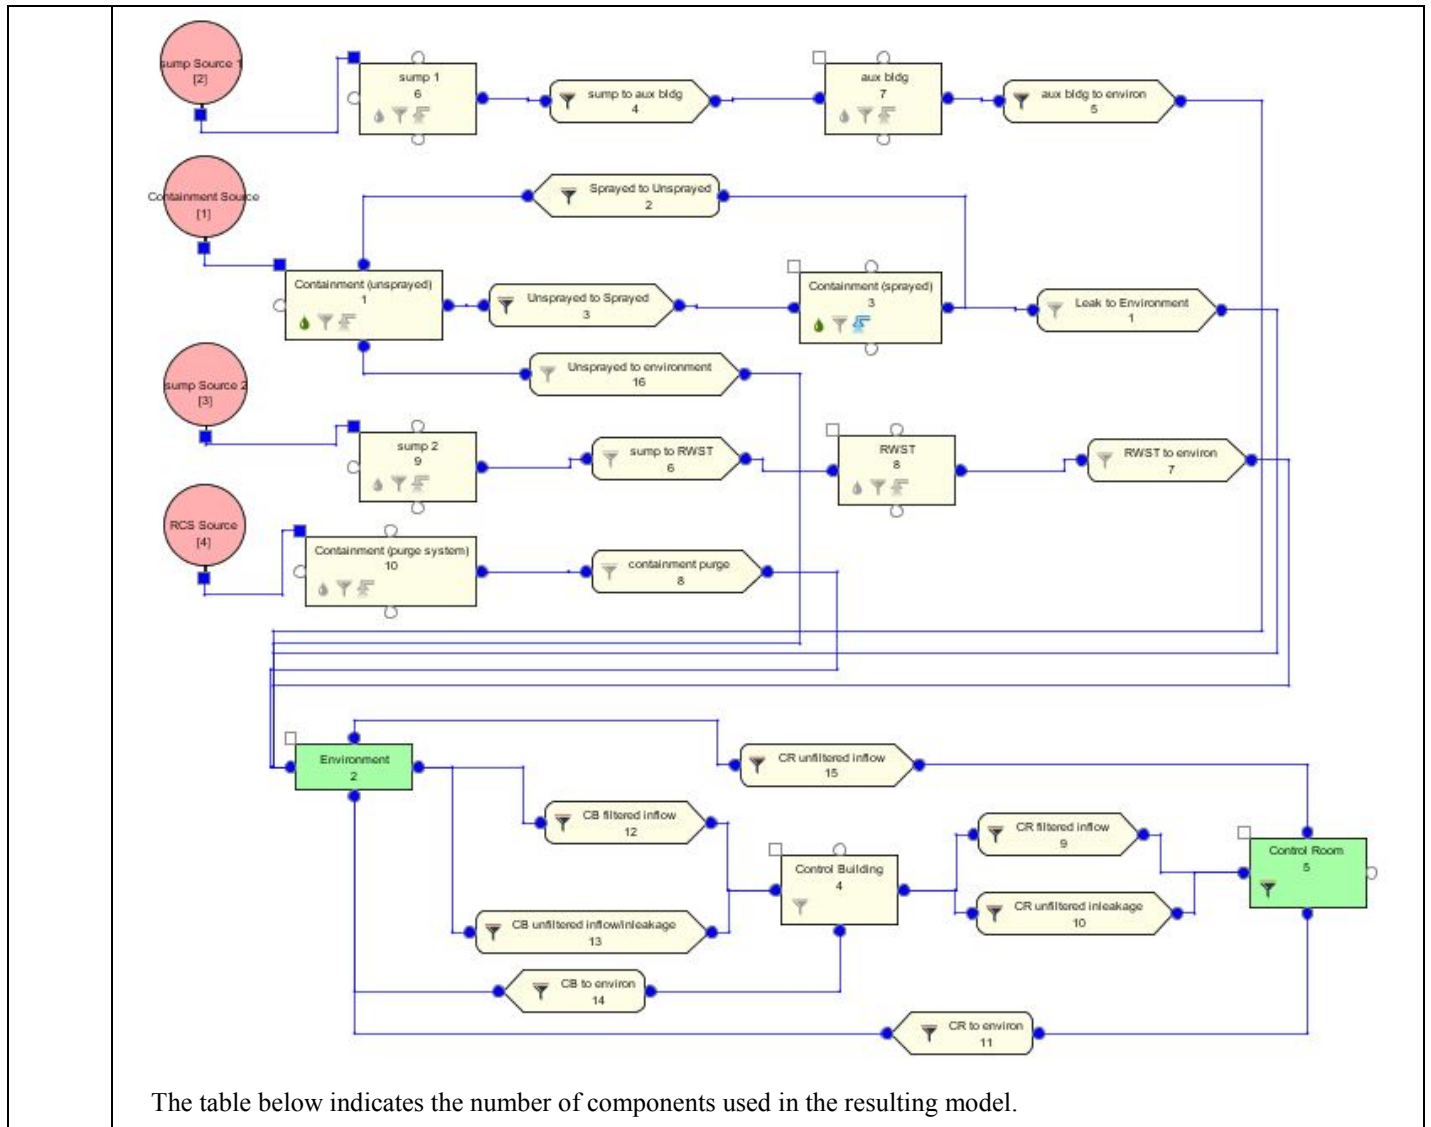 sump Source 1
[2]
sump 1
6
sump to aux bldg
4
aux bldg
7
aux bldg to environ
5
Containment Source
[1]
Sprayed to Unsprayed
2
Containment (unsprayed)
1
Unsprayed to Sprayed
3
Containment (sprayed)
3
Leak to Environment
1
Unsprayed to environment
16
sump Source 2
[3]
sump 2
9
sump to RWST
6
RWST
8
RWST to environ
7
RCS Source
[4]
Containment (purge system)
10
containment purge
8
Environment
2
CR unfiltered inflow
15
CB filtered inflow
12
CR filtered inflow
9
Control Room
5
Control Building
4
CB unfiltered inflow/inleakage
13
CR unfiltered inleakage
10
CB to environ
14
CR to environ
11
The table below indicates the number of components used in the resulting model.